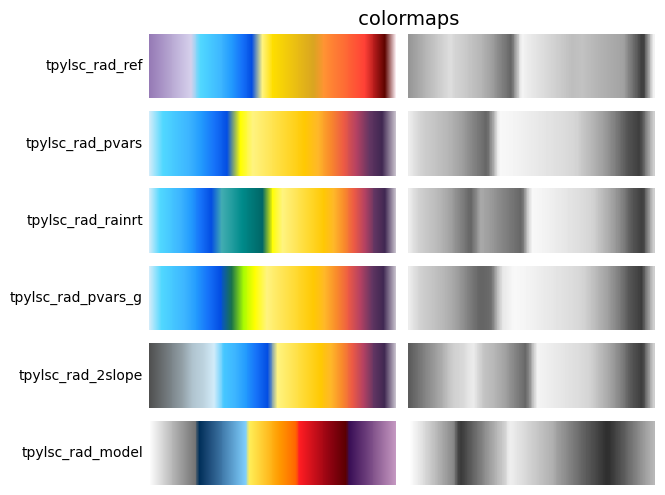 colormaps
tpylsc_rad_ref
tpylsc_rad_pvars
tpylsc_rad_rainrt
tpylsc_rad_pvars_g
tpylsc_rad_2slope
tpylsc_rad_model